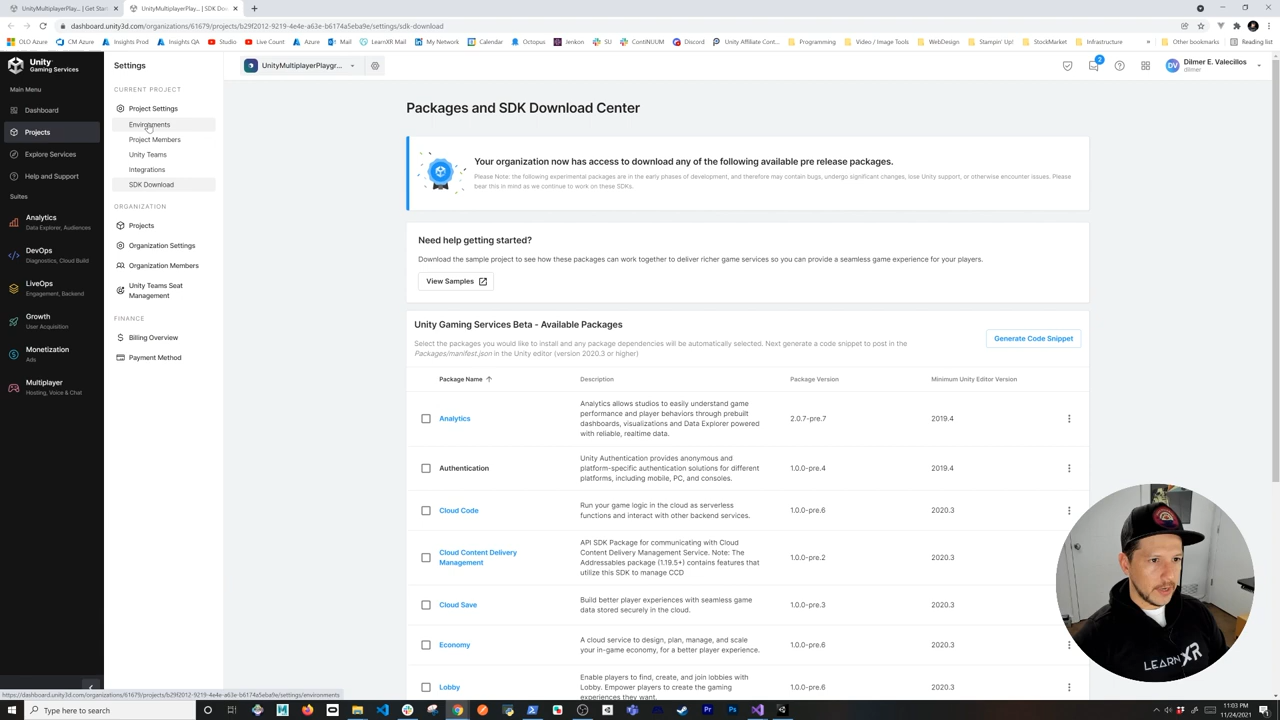 UnityMultiplayerPlay... | Get Star
UnityMultiplayerPlay... | SDK Do
dashboard.unity3d.com/organizations/61679/projects/b29f2012-9219-4e4e-a63e-b6174a5eba9e/settings/sdk-download
OLO Azure
CM Azure
Insights Prod
Insights QA
Studio
Live Count
Azure
Mail
LearnXR Mail
My Network
Calendar
Octopus
Jenkon
SU
ContINUUM
Discord
Unity Affiliate Cont...
Programming
Video / Image Tools
WebDesign
Stampin' Up!
StockMarket
Infrastructure
»
Other bookmarks
Reading list
Unity
Gaming Services
Main Menu
Dashboard
Projects
Explore Services
Help and Support
Suites
Analytics
Data Explorer, Audiences
DevOps
Diagnostics, Cloud Build
LiveOps
Engagement, Backend
Growth
User Acquisition
Monetization
Ads
Multiplayer
Hosting, Voice & Chat
Settings
CURRENT PROJECT
Project Settings
Environments
Project Members
Unity Teams
Integrations
SDK Download
ORGANIZATION
Projects
Organization Settings
Organization Members
Unity Teams Seat
Management
FINANCE
Billing Overview
Payment Method
UnityMultiplayerPlaygr...
2
DV
Dilmer E. Valecillos
dilmer
Packages and SDK Download Center
Your organization now has access to download any of the following available pre release packages.
Please Note: the following experimental packages are in the early phases of development, and therefore may contain bugs, undergo significant changes, lose Unity support, or otherwise encounter issues. Please
bear this in mind as we continue to work on these SDKs.
Need help getting started?
Download the sample project to see how these packages can work together to deliver richer game services so you can provide a seamless game experience for your players.
View Samples
Unity Gaming Services Beta - Available Packages
Select the packages you would like to install and any package dependencies will be automatically selected. Next generate a code snippet to post in the
Packages/manifest.json in the Unity editor (version 2020.3 or higher)
Generate Code Snippet
Package Name
Description
Package Version
Minimum Unity Editor Version
Analytics
Analytics allows studios to easily understand game
performance and player behaviors through prebuilt
dashboards, visualizations and Data Explorer powered
with reliable, realtime data.
2.0.7-pre.7
2019.4
Authentication
Unity Authentication provides anonymous and
platform-specific authentication solutions for different
platforms, including mobile, PC, and consoles.
1.0.0-pre.4
2019.4
Cloud Code
Run your game logic in the cloud as serverless
functions and interact with other backend services.
1.0.0-pre.6
2020.3
Cloud Content Delivery
Management
API SDK Package for communicating with Cloud
Content Delivery Management Service. Note: The
Addressables package (1.19.5+) contains features that
utilize this SDK to manage CCD
1.0.0-pre.2
2020.3
Cloud Save
Build better player experiences with seamless game
data stored securely in the cloud.
1.0.0-pre.3
2020.3
Economy
A cloud service to design, plan, manage, and scale
your in-game economy, for a better player experience.
1.0.0-pre.6
2020.3
Lobby
Enable players to find, create, and join lobbies with
Lobby. Empower players to create the gaming
experiences they want.
1.0.0-pre.6
2020.3
LEARN XR
https://dashboard.unity3d.com/organizations/61679/projects/b29f2012-9219-4e4e-a63e-b6174a5eba9e/settings/environments
Type here to search
11:03 PM
11/24/2021